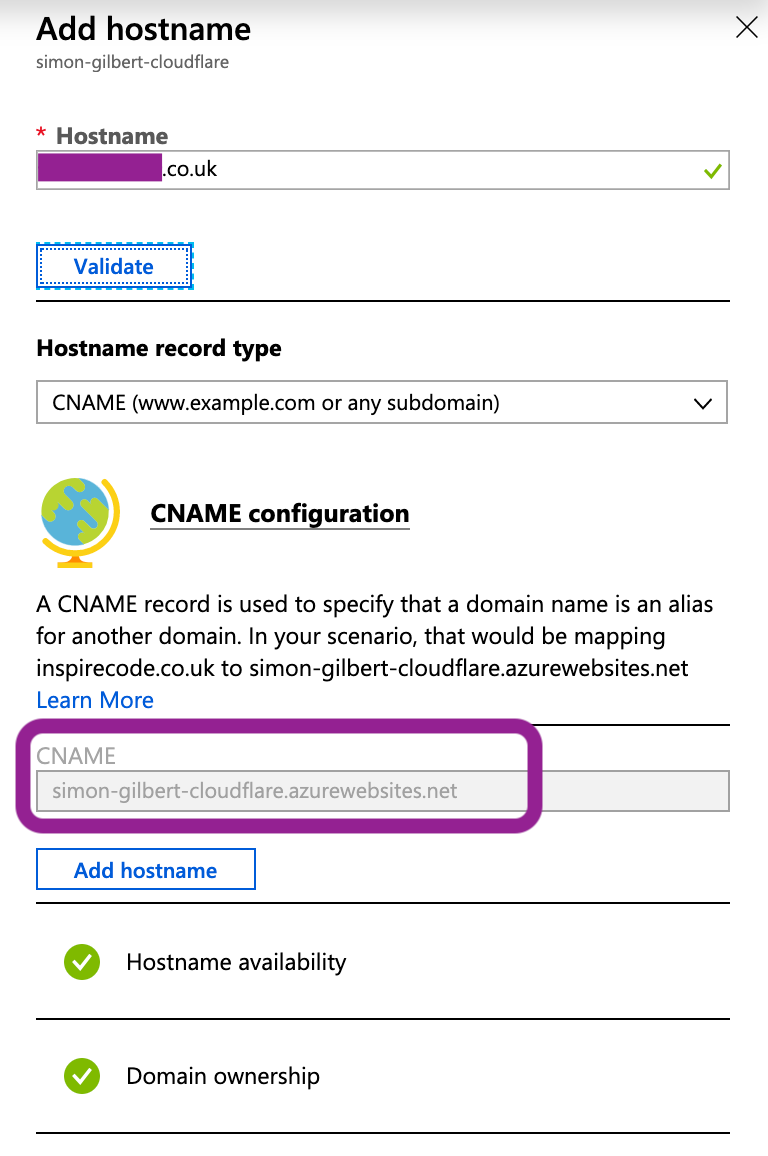 Add hostname
simon-gilbert-cloudflare
* Hostname
.co.uk
Validate
Hostname record type
CNAME (www.example.com or any subdomain)
CNAME configuration
A CNAME record is used to specify that a domain name is an alias
for another domain. In your scenario, that would be mapping
inspirecode.co.uk to simon-gilbert-cloudflare.azurewebsites.net
Learn More
CNAME
simon-gilbert-cloudflare.azurewebsites.net
Add hostname
Hostname availability
Domain ownership